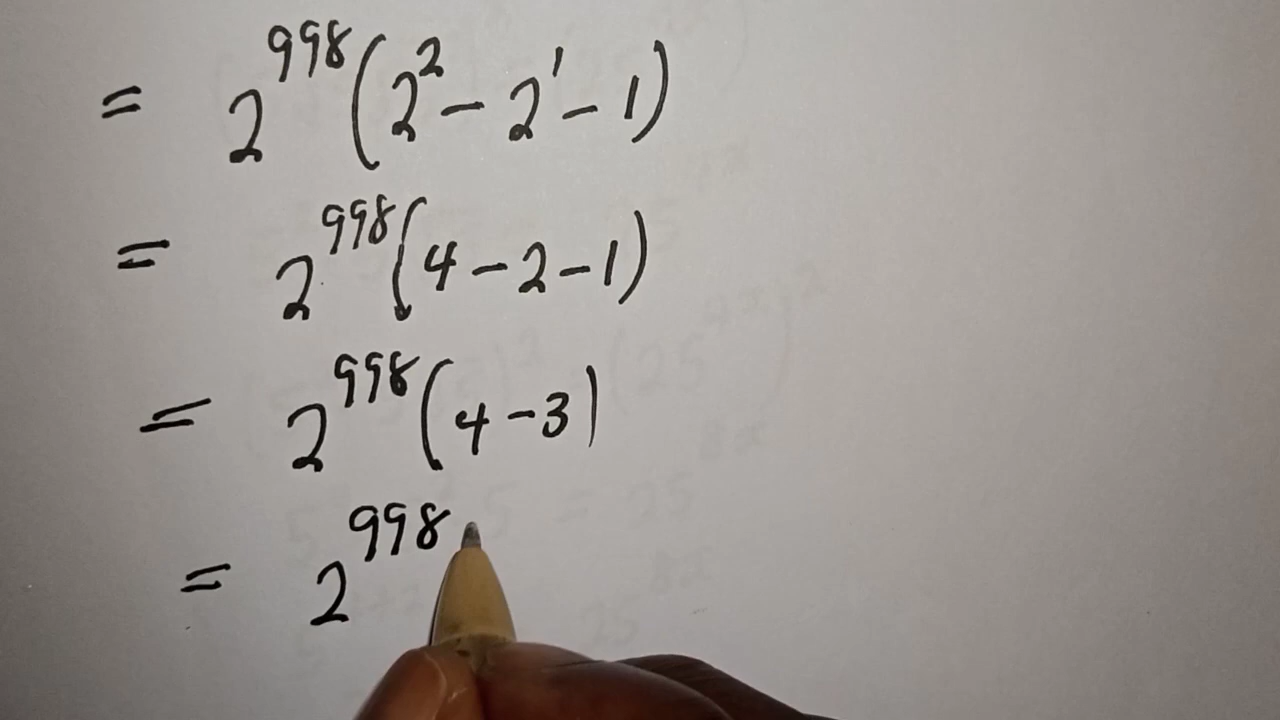 = 2^998 (2^2 - 2^1 - 1)
= 2^998 (4 - 2 - 1)
= 2^998 (4 - 3)
= 2^998